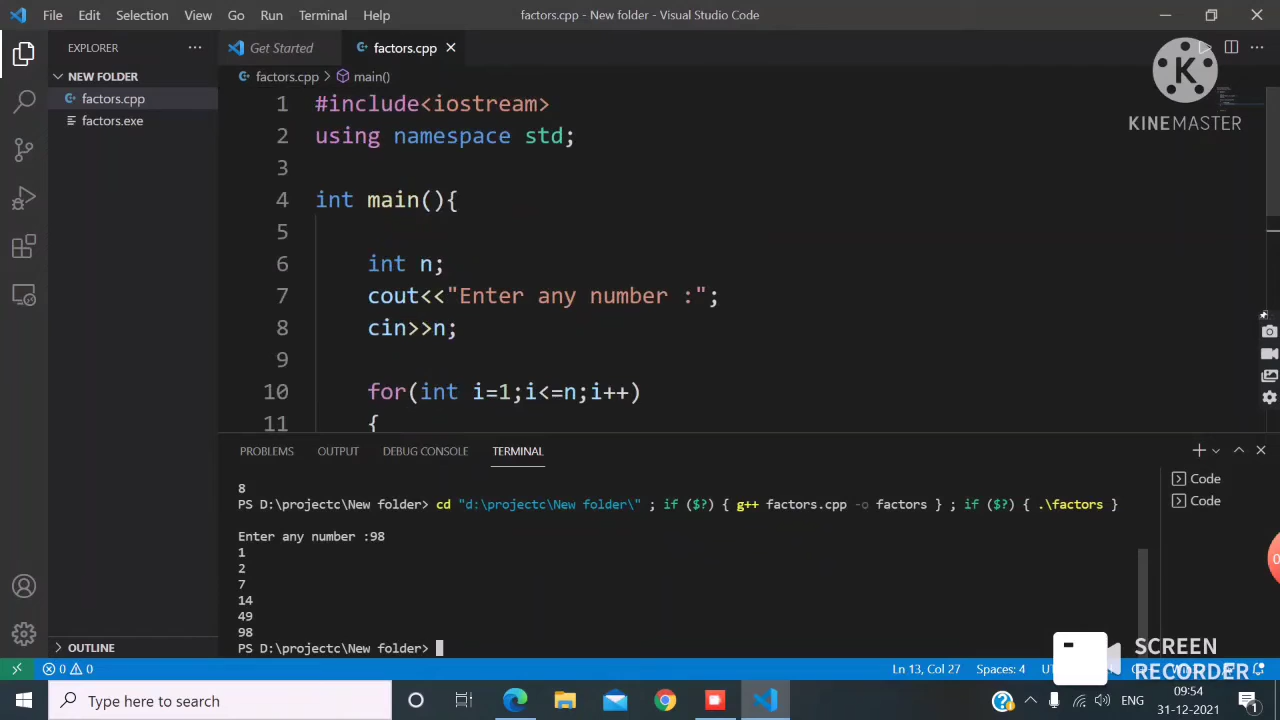 File Edit Selection View Go Run Terminal Help
factors.cpp - New folder - Visual Studio Code
EXPLORER
Get Started
factors.cpp
NEW FOLDER
factors.cpp
factors.exe
factors.cpp > main()
KINEMASTER
1 #include<iostream>
2 using namespace std;
3
4 int main(){
5
6 int n;
7 cout<<"Enter any number :";
8 cin>>n;
9
10 for(int i=1;i<=n;i++)
11 {
PROBLEMS OUTPUT DEBUG CONSOLE TERMINAL
8
PS D:\projectc\New folder> cd "d:\projectc\New folder\" ; if ($?) { g++ factors.cpp -o factors } ; if ($?) { .\factors }
Enter any number :98
1
2
7
14
49
98
PS D:\projectc\New folder>
Code
Code
OUTLINE
SCREEN
RECORDER
0 0
Ln 13, Col 27 Spaces: 4
Type here to search
ENG
09:54
31-12-2021
1